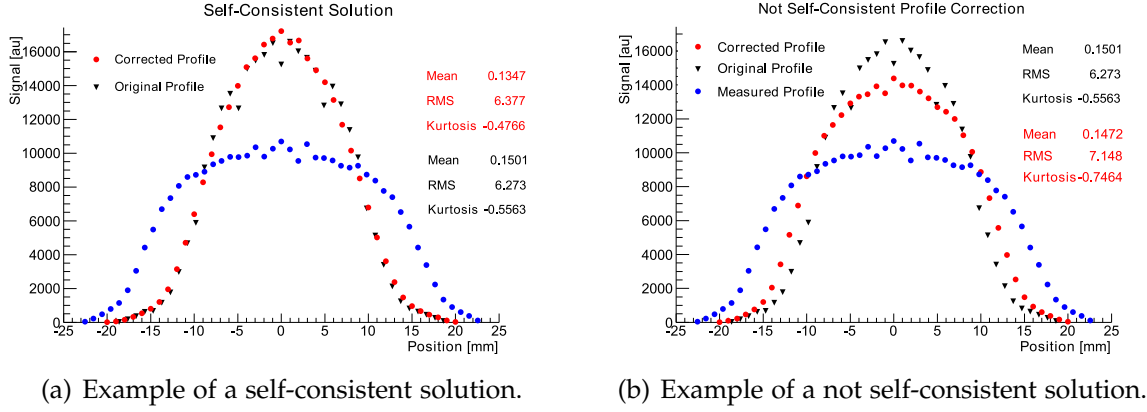 Self-Consistent Solution
Signal [au]
16000
14000
12000
10000
8000
6000
4000
2000
0
Corrected Profile
Original Profile
Mean 0.1347
RMS 6.377
Kurtosis -0.4766
Mean 0.1501
RMS 6.273
Kurtosis -0.5563
-25 -20 -15 -10 -5 0 5 10 15 20 25
Position [mm]
(a) Example of a self-consistent solution.
Not Self-Consistent Profile Correction
Signal [au]
16000
14000
12000
10000
8000
6000
4000
2000
0
Corrected Profile
Original Profile
Measured Profile
Mean 0.1501
RMS 6.273
Kurtosis -0.5563
Mean 0.1472
RMS 7.148
Kurtosis -0.7464
-25 -20 -15 -10 -5 0 5 10 15 20 25
Position [mm]
(b) Example of a not self-consistent solution.